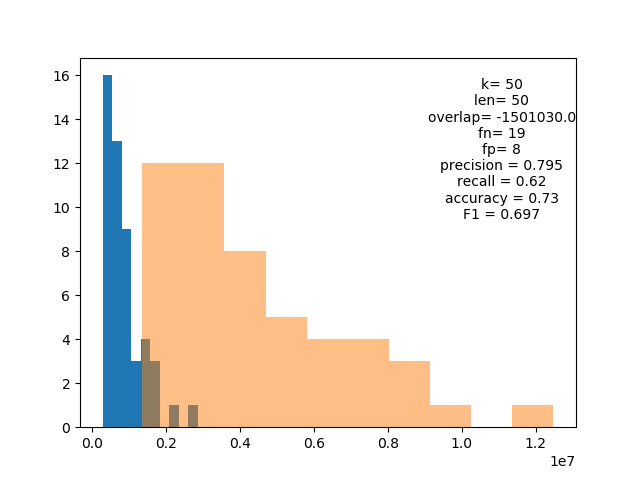 16
14
12
10
8
6
4
2
0
k= 50
len= 50
overlap= -1501030.0
fn= 19
fp= 8
precision = 0.795
recall = 0.62
accuracy = 0.73
F1 = 0.697
0.0 0.2 0.4 0.6 0.8 1.0 1.2
1e7